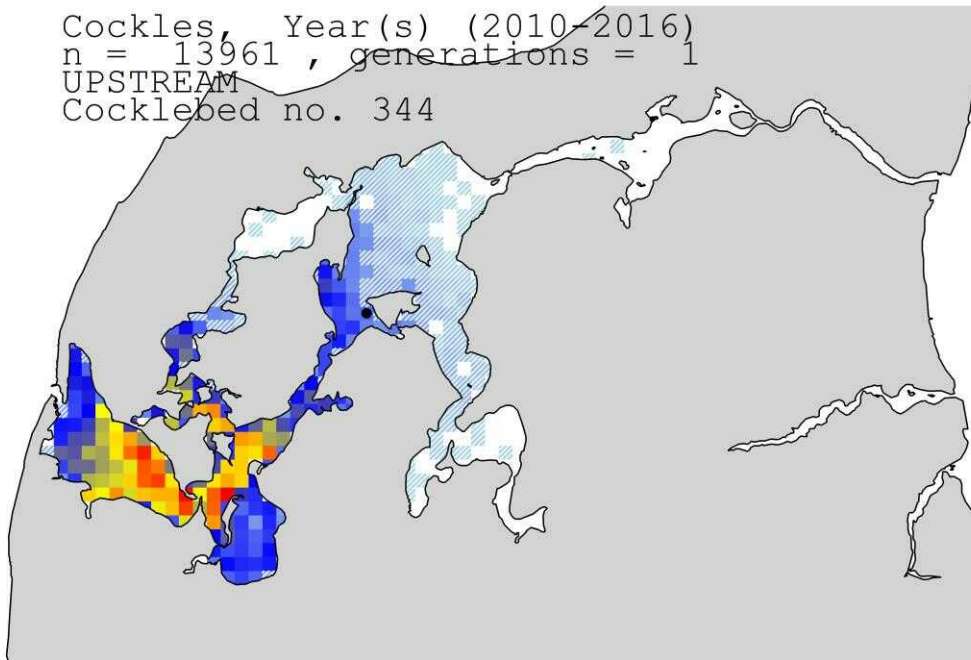 Cockles, Year(s) (2010-2016)
n = 13961 , generations = 1
UPSTREAM
Cocklebed no. 344